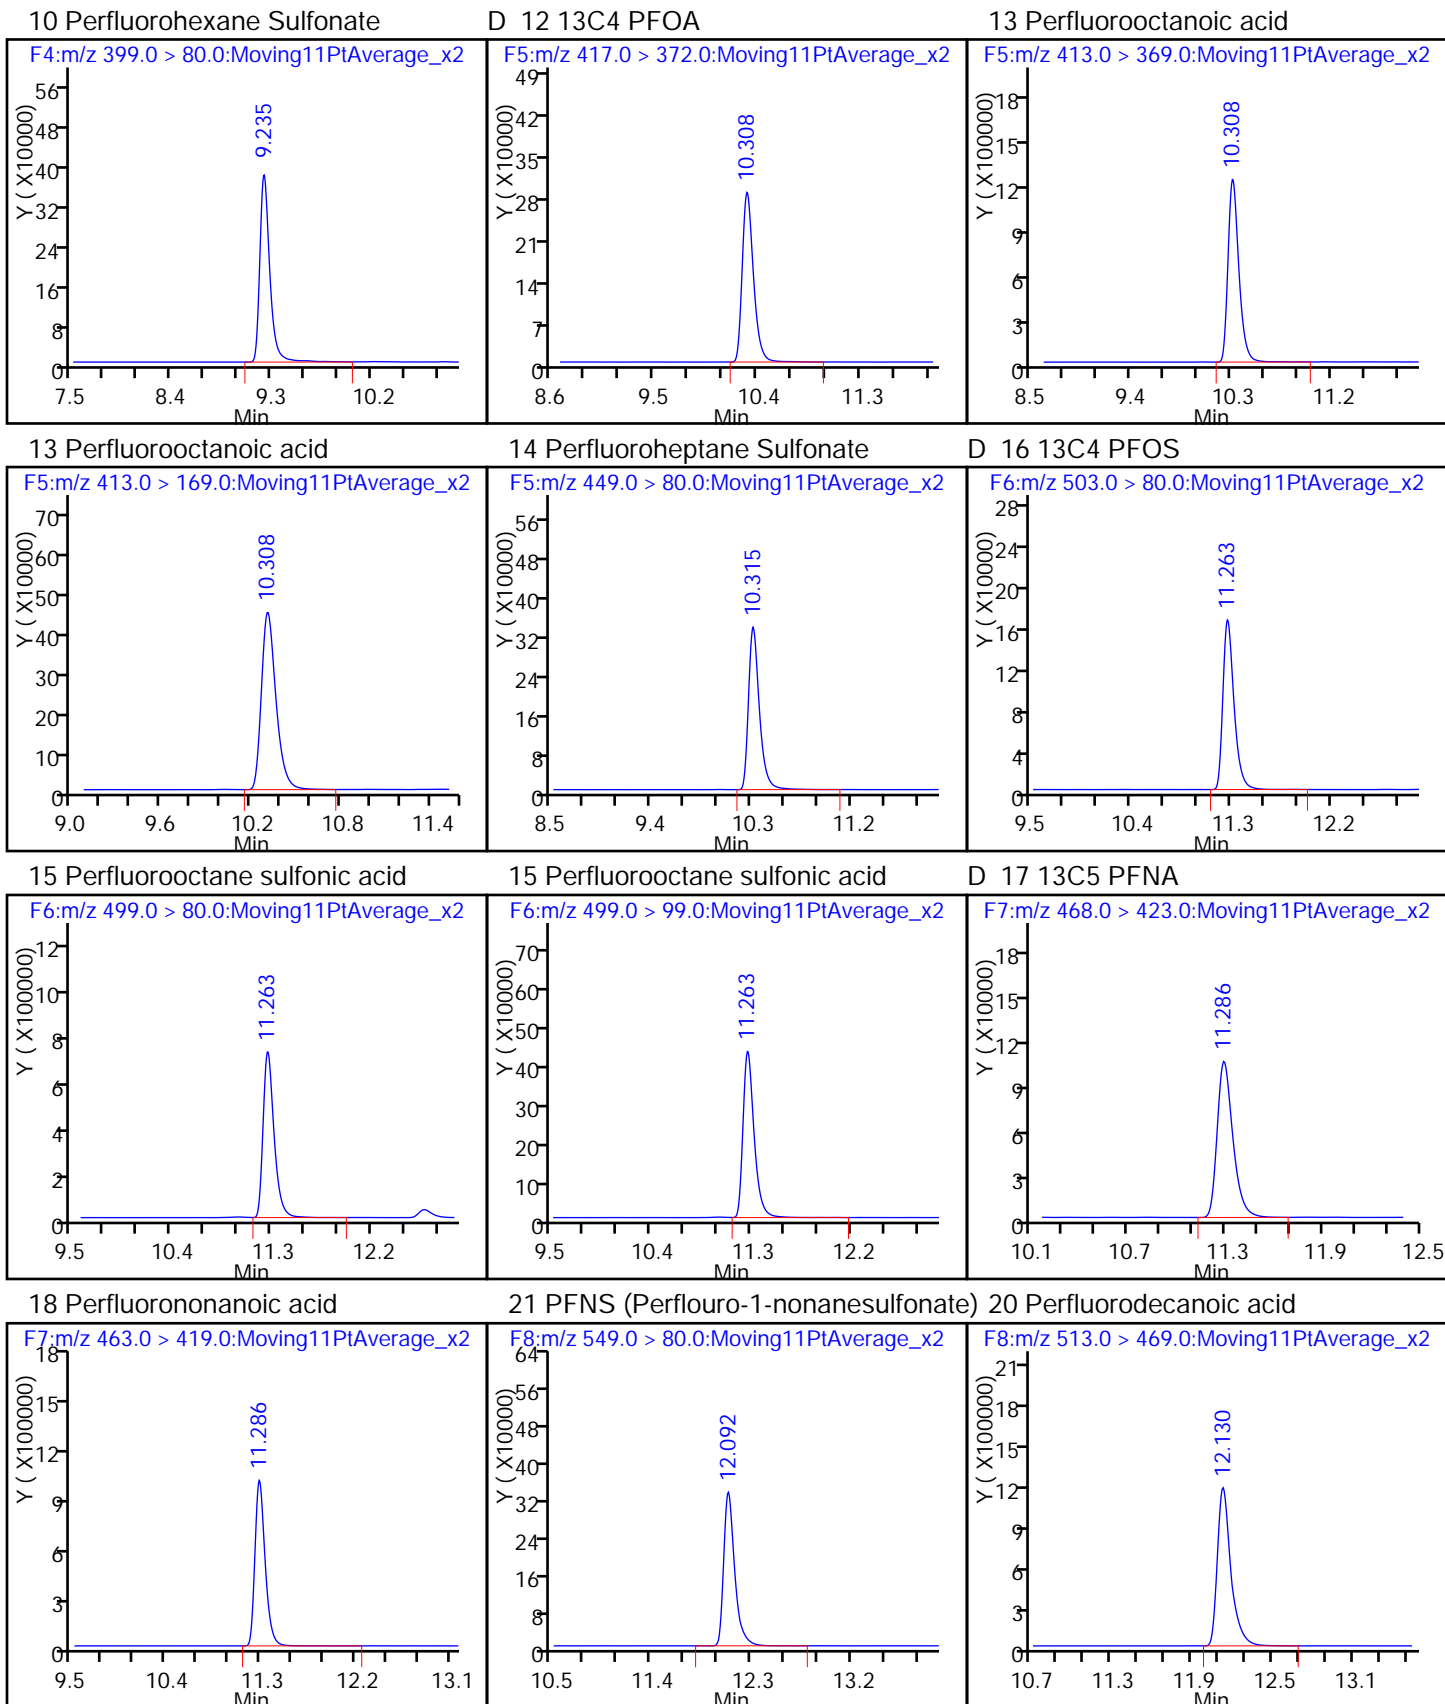 10 Perfluorohexane Sulfonate
F4:m/z 399.0 > 80.0:Moving11PtAverage_x2
Y ( X10000)
56
48
40
32
24
16
8
0
9.235
7.5 8.4 9.3 10.2
Min
D 12 13C4 PFOA
F5:m/z 417.0 > 372.0:Moving11PtAverage_x2
Y ( X100000)
49
42
35
28
21
14
7
0
10.308
8.6 9.5 10.4 11.3
Min
13 Perfluorooctanoic acid
F5:m/z 413.0 > 369.0:Moving11PtAverage_x2
Y ( X100000)
18
15
12
9
6
3
0
10.308
8.5 9.4 10.3 11.2
Min
13 Perfluorooctanoic acid
F5:m/z 413.0 > 169.0:Moving11PtAverage_x2
Y ( X10000)
70
60
50
40
30
20
10
0
10.308
9.0 9.6 10.2 10.8 11.4
Min
14 Perfluoroheptane Sulfonate
F5:m/z 449.0 > 80.0:Moving11PtAverage_x2
Y ( X10000)
56
48
40
32
24
16
8
0
10.315
8.5 9.4 10.3 11.2
Min
D 16 13C4 PFOS
F6:m/z 503.0 > 80.0:Moving11PtAverage_x2
Y ( X100000)
28
24
20
16
12
8
4
0
11.263
9.5 10.4 11.3 12.2
Min
15 Perfluorooctane sulfonic acid
F6:m/z 499.0 > 80.0:Moving11PtAverage_x2
Y ( X100000)
12
10
8
6
4
2
0
11.263
9.5 10.4 11.3 12.2
Min
15 Perfluorooctane sulfonic acid
F6:m/z 499.0 > 99.0:Moving11PtAverage_x2
Y ( X10000)
70
60
50
40
30
20
10
0
11.263
9.5 10.4 11.3 12.2
Min
D 17 13C5 PFNA
F7:m/z 468.0 > 423.0:Moving11PtAverage_x2
Y ( X100000)
18
15
12
9
6
3
0
11.286
10.1 10.7 11.3 11.9 12.5
Min
18 Perfluorononanoic acid
F7:m/z 463.0 > 419.0:Moving11PtAverage_x2
Y ( X100000)
18
15
12
9
6
3
0
11.286
9.5 10.4 11.3 12.2 13.1
Min
21 PFNS (Perflouro-1-nonanesulfonate)
F8:m/z 549.0 > 80.0:Moving11PtAverage_x2
Y ( X10000)
64
56
48
40
32
24
16
8
0
12.092
10.5 11.4 12.3 13.2
Min
20 Perfluorodecanoic acid
F8:m/z 513.0 > 469.0:Moving11PtAverage_x2
Y ( X100000)
21
18
15
12
9
6
3
0
12.130
10.7 11.3 11.9 12.5 13.1
Min